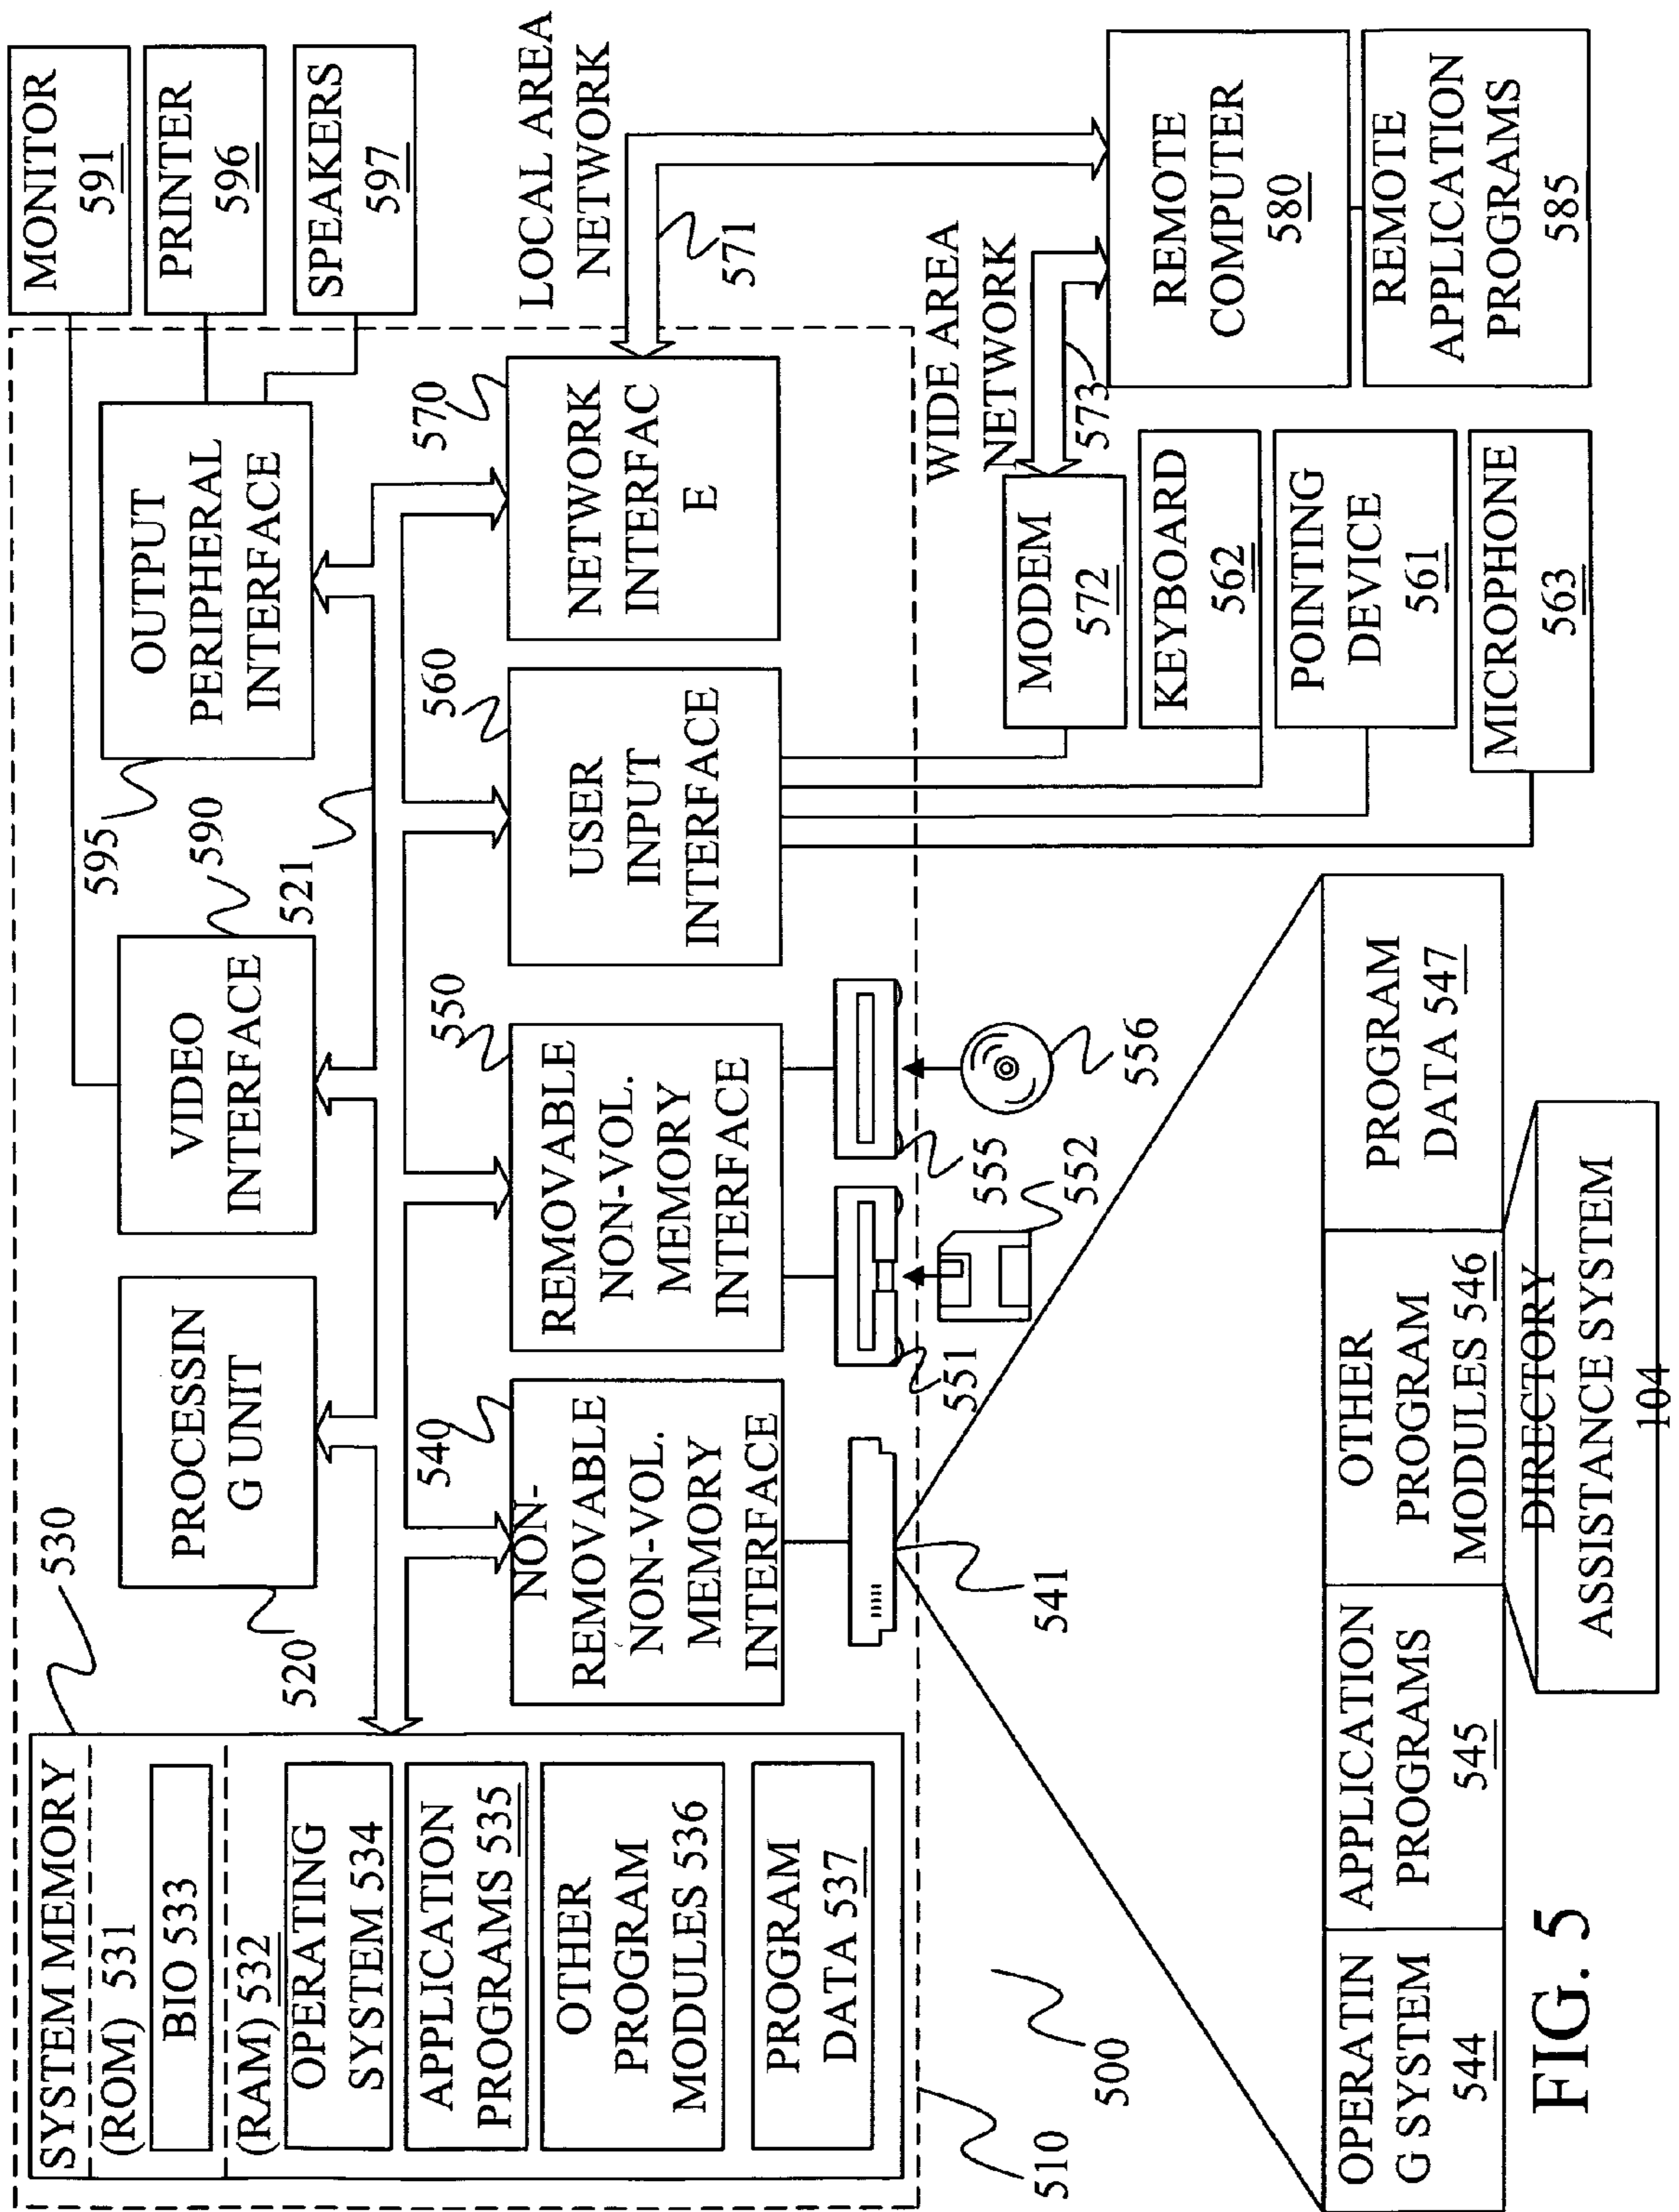 SYSTEM MEMORY
(ROM) 531
BIO 533
(RAM) 532
OPERATING
SYSTEM 534
APPLICATION
PROGRAMS 535
OTHER
PROGRAM
MODULES 536
PROGRAM
DATA 537
530
PROCESSIN
G UNIT
520
VIDEO
INTERFACE
590
521
OUTPUT
PERIPHERAL
INTERFACE
595
MONITOR
591
PRINTER
596
SPEAKERS
597
NON-
REMOVABLE
NON-VOL.
MEMORY
INTERFACE
540
REMOVABLE
NON-VOL.
MEMORY
INTERFACE
550
USER
INPUT
INTERFACE
560
NETWORK
INTERFAC
E
570
LOCAL AREA
NETWORK
571
541
551
552
555
556
WIDE AREA
NETWORK
573
MODEM
572
KEYBOARD
562
POINTING
DEVICE
561
MICROPHONE
563
REMOTE
COMPUTER
580
REMOTE
APPLICATION
PROGRAMS
585
510
500
OPERATIN
G SYSTEM
544
APPLICATION
PROGRAMS
545
OTHER
PROGRAM
MODULES 546
PROGRAM
DATA 547
DIRECTORY
ASSISTANCE SYSTEM
104
FIG. 5